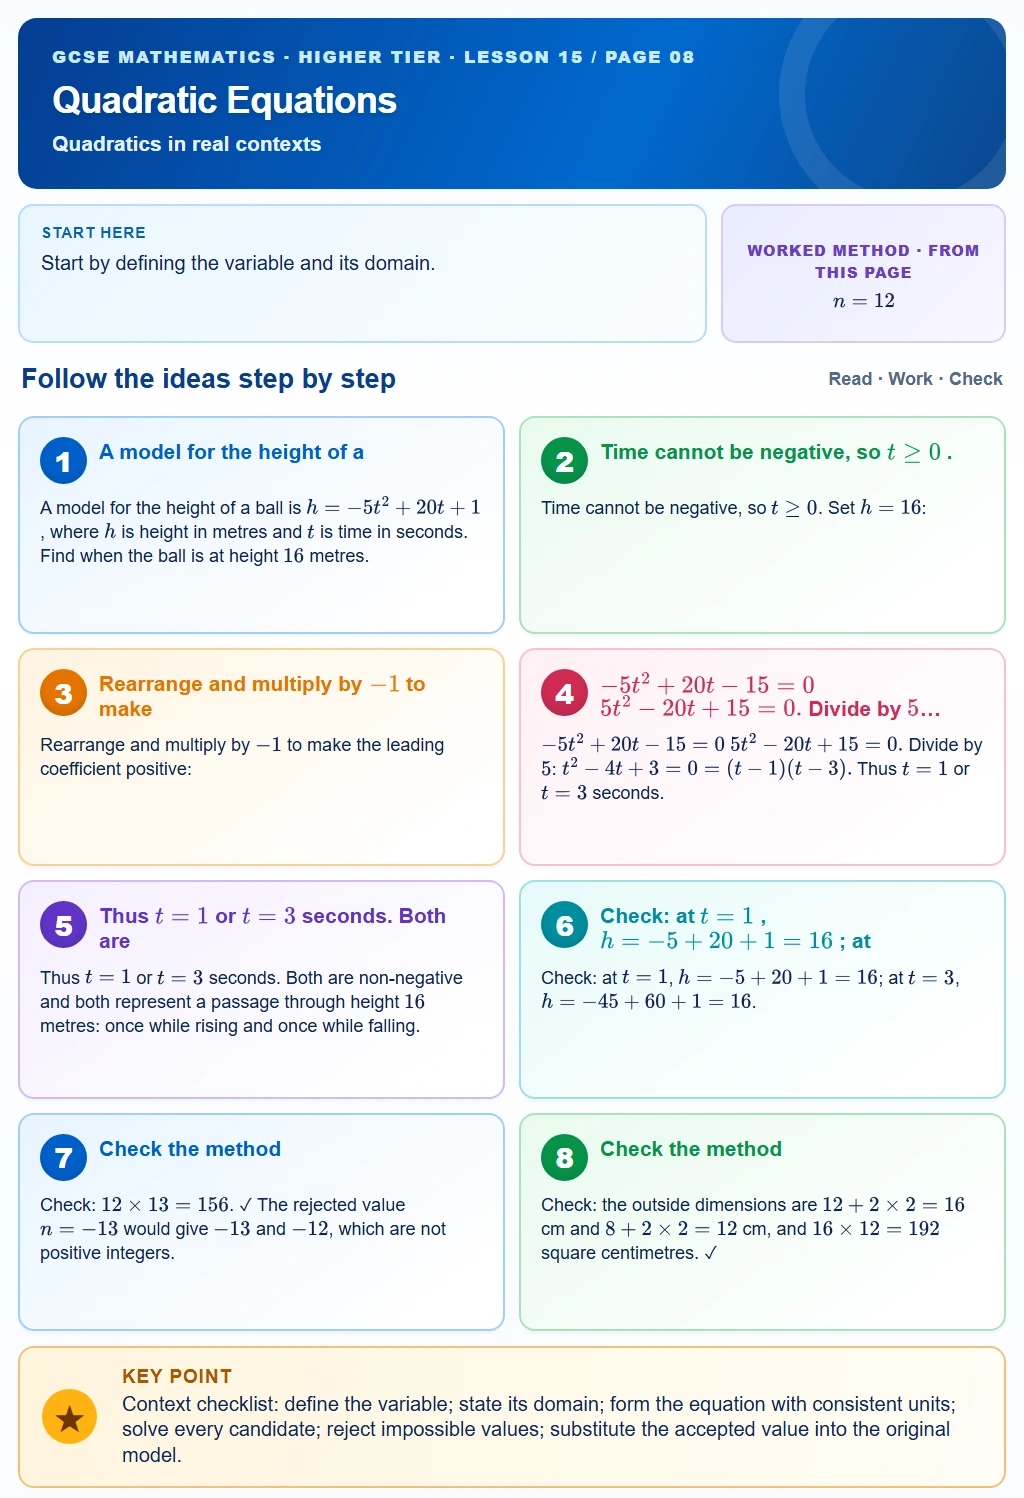 GCSE MATHEMATICS · HIGHER TIER · LESSON 15 / PAGE 08
Quadratic Equations
Quadratics in real contexts
START HERE
Start by defining the variable and its domain.
WORKED METHOD · FROM
THIS PAGE
n = 12
Follow the ideas step by step
Read · Work · Check
1
A model for the height of a
A model for the height of a ball is h = −5t² + 20t + 1
, where h is height in metres and t is time in seconds.
Find when the ball is at height 16 metres.
2
Time cannot be negative, so t ≥ 0 .
Time cannot be negative, so t ≥ 0. Set h = 16:
3
Rearrange and multiply by −1 to
make
Rearrange and multiply by −1 to make the leading
coefficient positive:
4
−5t² + 20t − 15 = 0
5t² − 20t + 15 = 0. Divide by 5…
−5t² + 20t − 15 = 0 5t² − 20t + 15 = 0. Divide by
5: t² − 4t + 3 = 0 = (t − 1)(t − 3). Thus t = 1 or
t = 3 seconds.
5
Thus t = 1 or t = 3 seconds. Both
are
Thus t = 1 or t = 3 seconds. Both are non-negative
and both represent a passage through height 16
metres: once while rising and once while falling.
6
Check: at t = 1 ,
h = −5 + 20 + 1 = 16 ; at
Check: at t = 1, h = −5 + 20 + 1 = 16; at t = 3,
h = −45 + 60 + 1 = 16.
7
Check the method
Check: 12 × 13 = 156. ✓ The rejected value
n = −13 would give −13 and −12, which are not
positive integers.
8
Check the method
Check: the outside dimensions are 12 + 2 × 2 = 16
cm and 8 + 2 × 2 = 12 cm, and 16 × 12 = 192
square centimetres. ✓
KEY POINT
Context checklist: define the variable; state its domain; form the equation with consistent units;
solve every candidate; reject impossible values; substitute the accepted value into the original
model.